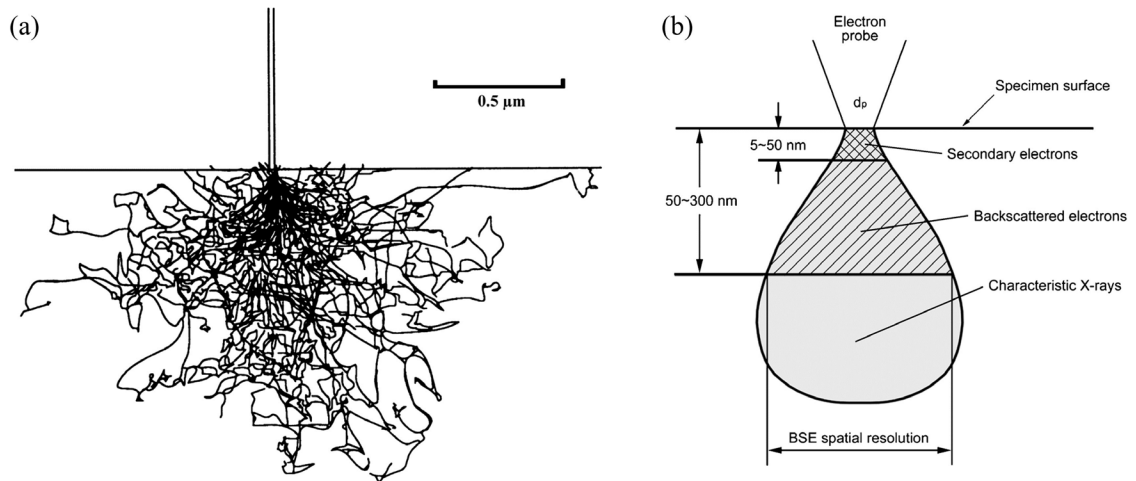 (a)
0.5 µm
(b)
Electron
probe
dₚ
Specimen surface
5~50 nm
Secondary electrons
50~300 nm
Backscattered electrons
Characteristic X-rays
BSE spatial resolution